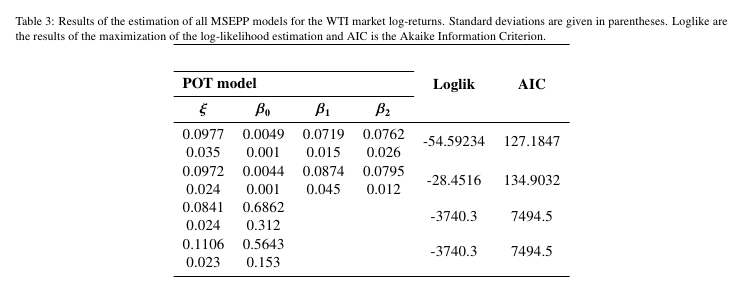 Table 3: Results of the estimation of all MSEPP models for the WTI market log-returns. Standard deviations are given in parentheses. Loglike are
the results of the maximization of the log-likelihood estimation and AIC is the Akaike Information Criterion.
POT model Loglik AIC
ξ β₀ β₁ β₂
0.0977 0.0049 0.0719 0.0762 -54.59234 127.1847
0.035 0.001 0.015 0.026
0.0972 0.0044 0.0874 0.0795 -28.4516 134.9032
0.024 0.001 0.045 0.012
0.0841 0.6862 -3740.3 7494.5
0.024 0.312
0.1106 0.5643 -3740.3 7494.5
0.023 0.153